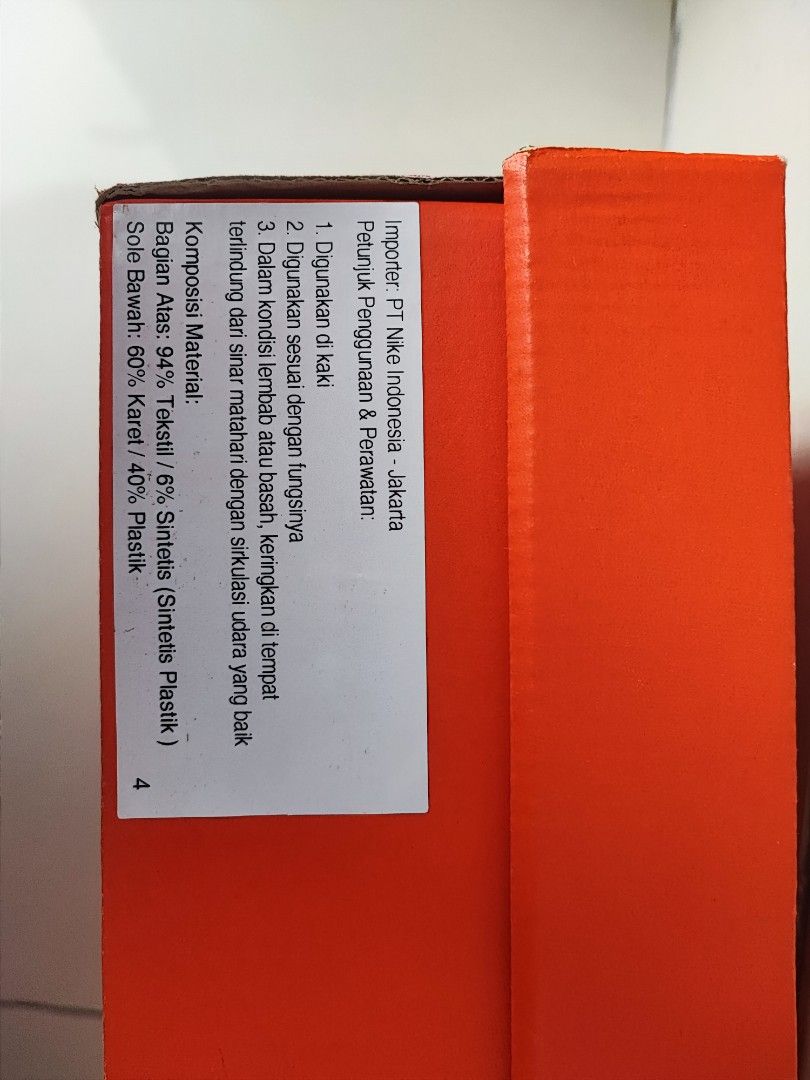 Importer: PT Nike Indonesia - Jakarta
Petunjuk Penggunaan & Perawatan:
1. Digunakan di kaki
2. Digunakan sesuai dengan fungsinya
3. Dalam kondisi lembab atau basah, keringkan di tempat
terlindung dari sinar matahari dengan sirkulasi udara yang baik
Komposisi Material:
Bagian Atas: 94% Tekstil / 6% Sintetis (Sintetis Plastik )
Sole Bawah: 60% Karet / 40% Plastik
4